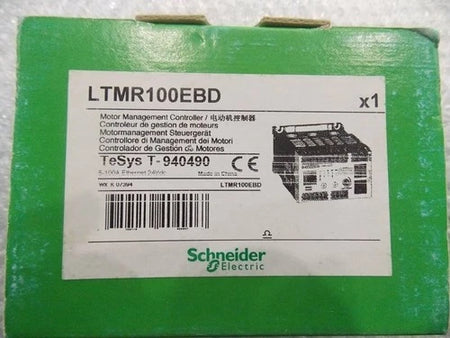 LTMR100EBD x1
Motor Management Controller / 电动机控制器
Controleur de gestion de moteurs
Motormanagement Steuergerät
Controllore di Management dei Motori
Controlador de Gestion de Motores
TeSys T-940490 CE
5-100A Ethernet 24Vdc Made in China
LTMR100EBD
Schneider
Electric